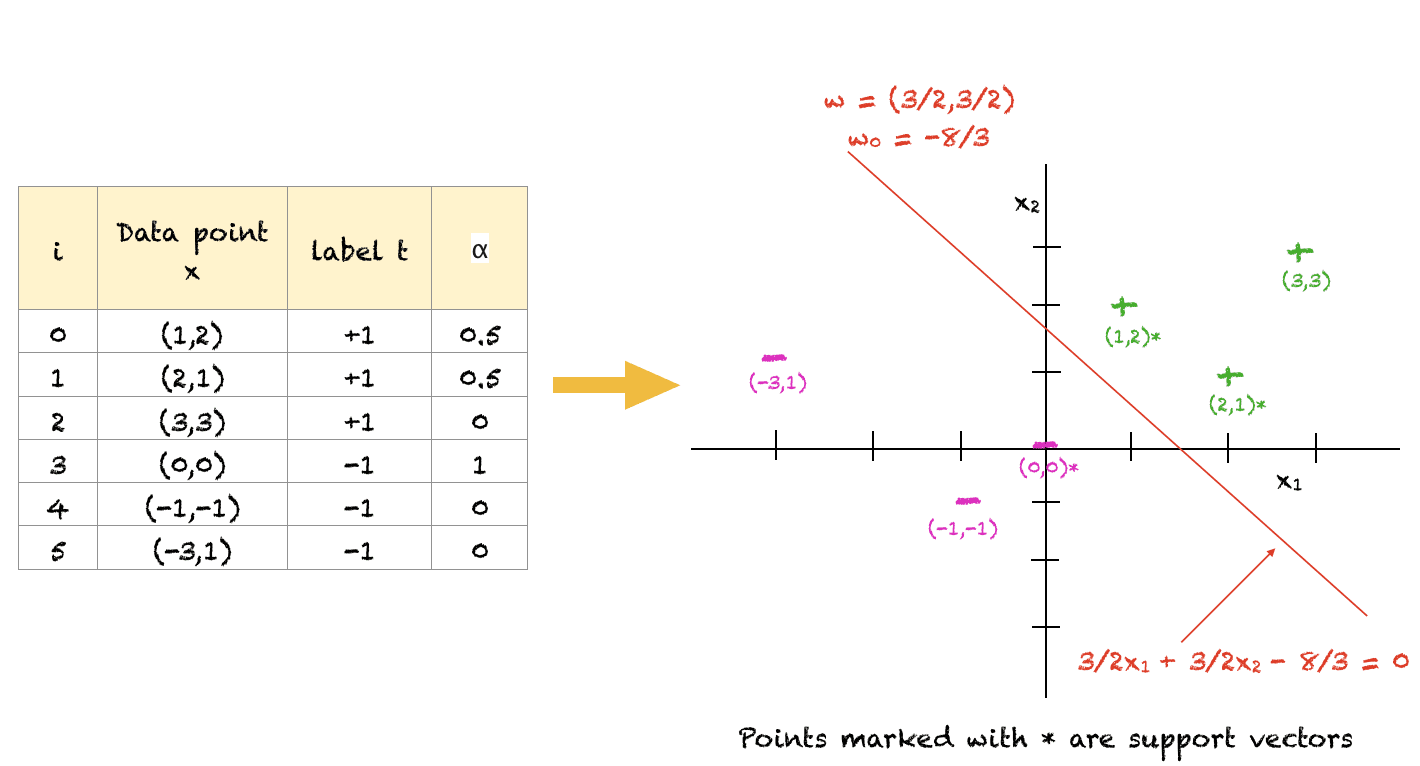 i Data point x label t α
0 (1,2) +1 0.5
1 (2,1) +1 0.5
2 (3,3) +1 0
3 (0,0) -1 1
4 (-1,-1) -1 0
5 (-3,1) -1 0
w = (3/2,3/2)
w₀ = -8/3
x₂
(3,3)
(1,2)*
(-3,1)
(2,1)*
(0,0)*
x₁
(-1,-1)
3/2x₁ + 3/2x₂ - 8/3 = 0
Points marked with * are support vectors